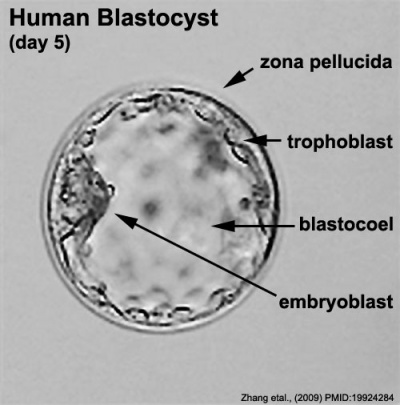 Human Blastocyst
(day 5)
zona pellucida
trophoblast
blastocoel
embryoblast
Zhang etal., (2009) PMID:19924284